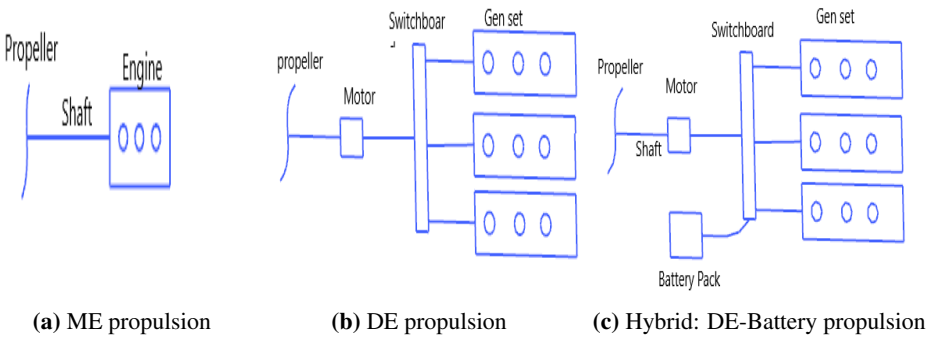 Propeller
Shaft
Engine
(a) ME propulsion
propeller
Motor
Switchboar
Gen set
(b) DE propulsion
Propeller
Shaft
Motor
Switchboard
Gen set
Battery Pack
(c) Hybrid: DE-Battery propulsion